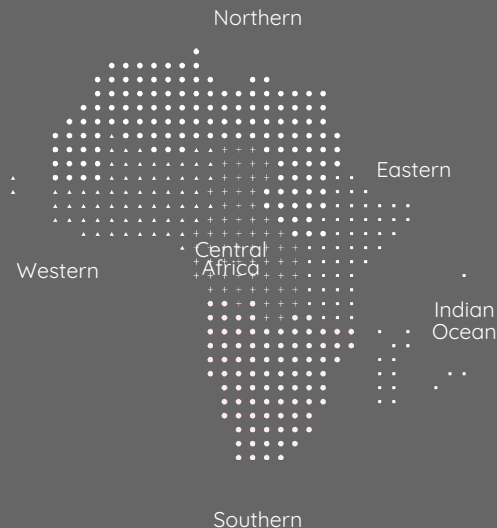 Northern
Eastern
Central
Africa
Western
Indian
Ocean
Southern